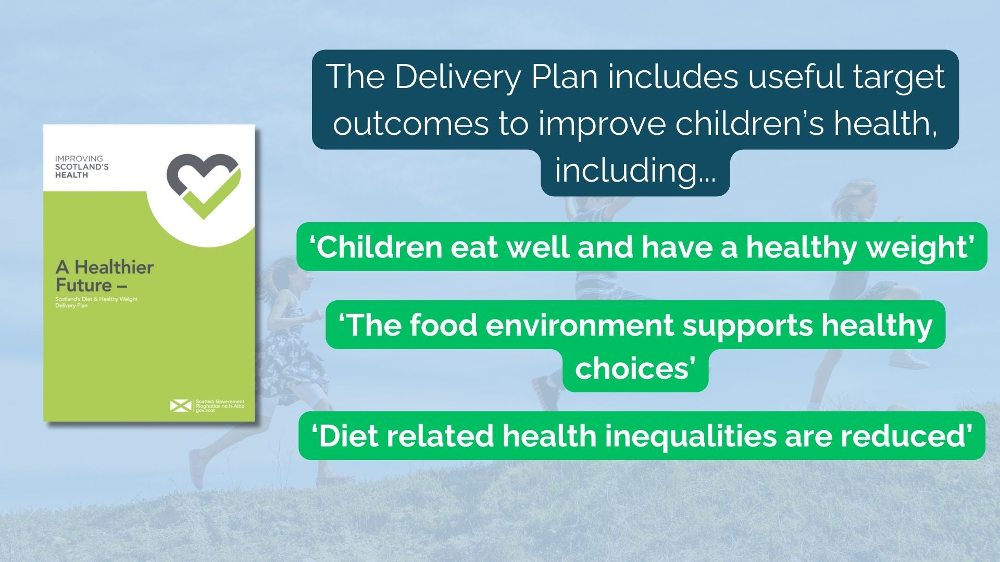 The Delivery Plan includes useful target
outcomes to improve children's health,
including...
IMPROVING
SCOTLAND'S
HEALTH
A Healthier
Future –
Scotland's Diet & Healthy Weight
Delivery Plan
Scottish Government
Riaghaltas na h-Alba
gov.scot
‘Children eat well and have a healthy weight’
‘The food environment supports healthy
choices’
‘Diet related health inequalities are reduced’